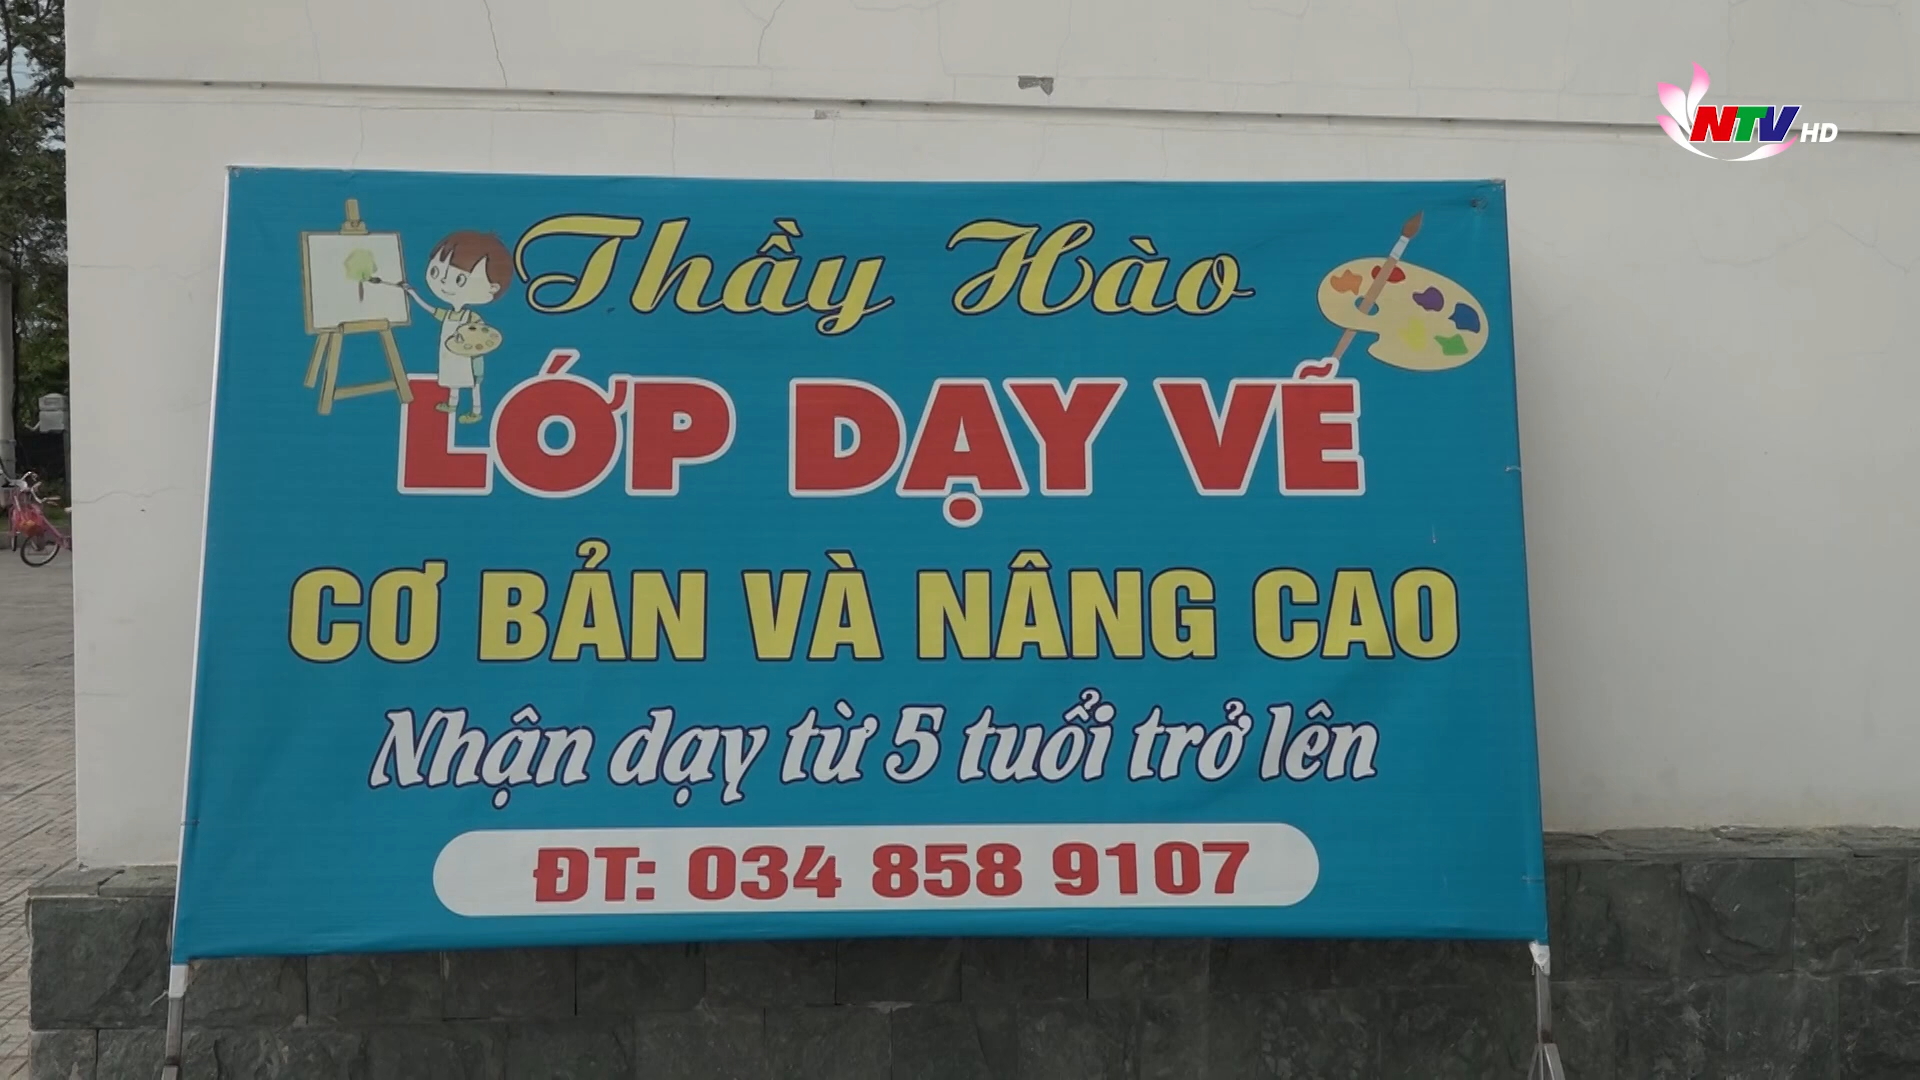 NTV HD
Thầy Hào
LỚP DẠY VẼ
CƠ BẢN VÀ NÂNG CAO
Nhận dạy từ 5 tuổi trở lên
ĐT: 034 858 9107